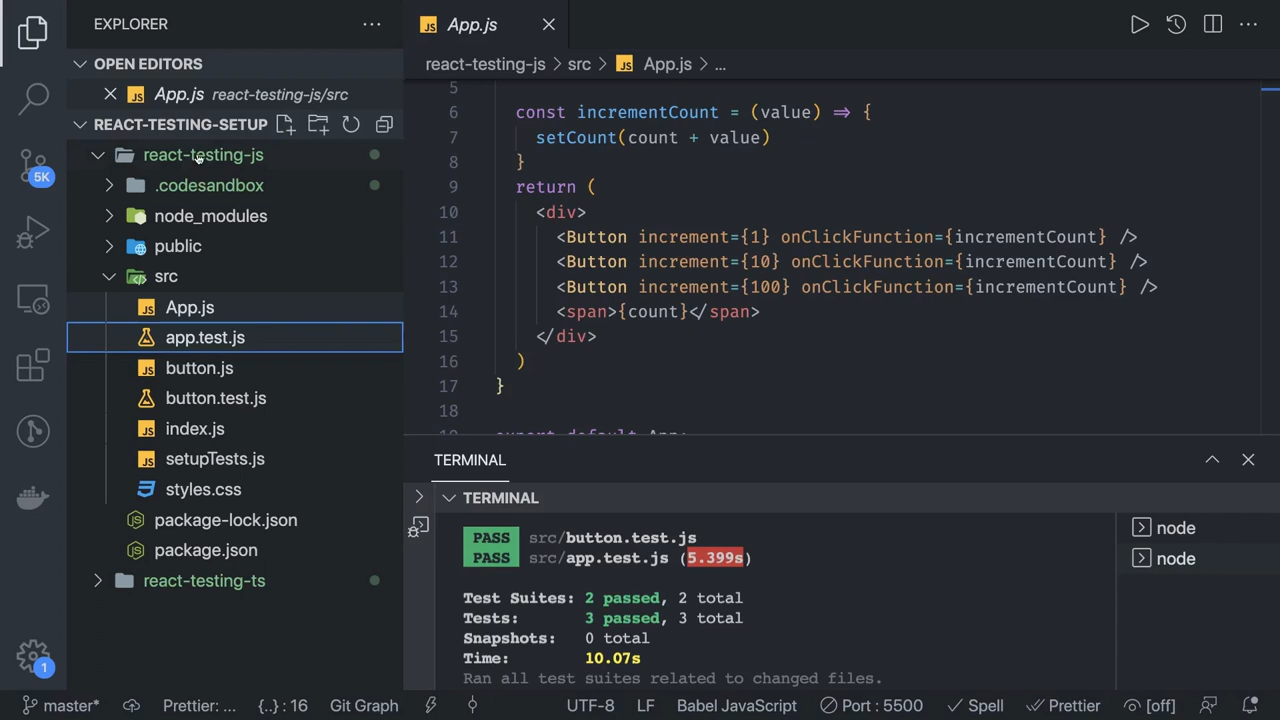 EXPLORER
OPEN EDITORS
App.js react-testing-js/src
REACT-TESTING-SETUP
react-testing-js
.codesandbox
node_modules
public
src
App.js
app.test.js
button.js
button.test.js
index.js
setupTests.js
styles.css
package-lock.json
package.json
react-testing-ts
5K
1
App.js
react-testing-js > src > JS App.js > ...
5
6 const incrementCount = (value) => {
7 setCount(count + value)
8 }
9 return (
10 <div>
11 <Button increment={1} onClickFunction={incrementCount} />
12 <Button increment={10} onClickFunction={incrementCount} />
13 <Button increment={100} onClickFunction={incrementCount} />
14 <span>{count}</span>
15 </div>
16 )
17 }
18
19 export default App;
TERMINAL
TERMINAL
PASS src/button.test.js
PASS src/app.test.js (5.399s)
Test Suites: 2 passed, 2 total
Tests: 3 passed, 3 total
Snapshots: 0 total
Time: 10.07s
Ran all test suites related to changed files.
node
node
master* Prettier: ... {..} : 16 Git Graph UTF-8 LF Babel JavaScript Port : 5500 Spell Prettier [off]